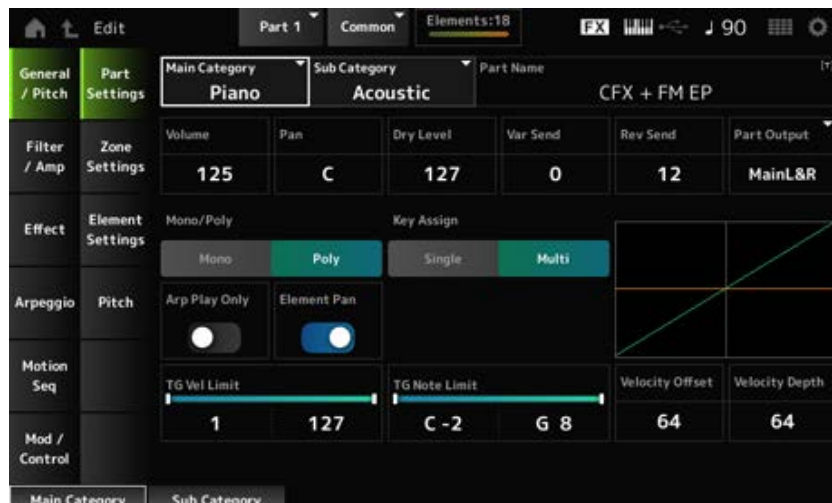 Edit
Part 1
Common
Elements:18
FX
90
General / Pitch
Part Settings
Main Category
Piano
Sub Category
Acoustic
Part Name
CFX + FM EP
Filter / Amp
Zone Settings
Volume
125
Pan
C
Dry Level
127
Var Send
0
Rev Send
12
Part Output
MainL&R
Effect
Element Settings
Mono/Poly
Mono
Poly
Key Assign
Single
Multi
Arpeggio
Pitch
Arp Play Only
Element Pan
Motion Seq
TG Vel Limit
1
127
TG Note Limit
C -2
G 8
Velocity Offset
64
Velocity Depth
64
Mod / Control
Main Category
Sub Category